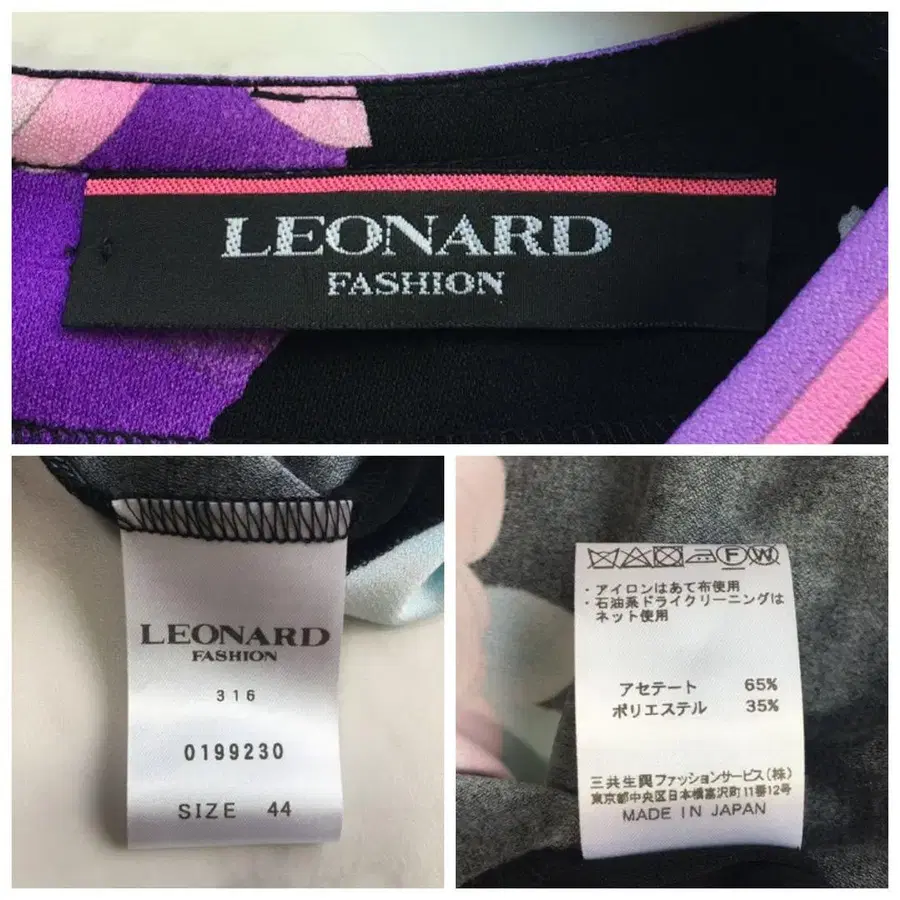 LEONARD
FASHION
LEONARD
FASHION
316
0199230
SIZE 44
F W
・アイロンはあて布使用
・石油系ドライクリーニングは
ネット使用
アセテート 65%
ポリエステル 35%
三共生興ファッションサービス(株)
東京都中央区日本橋富沢町11番12号
MADE IN JAPAN